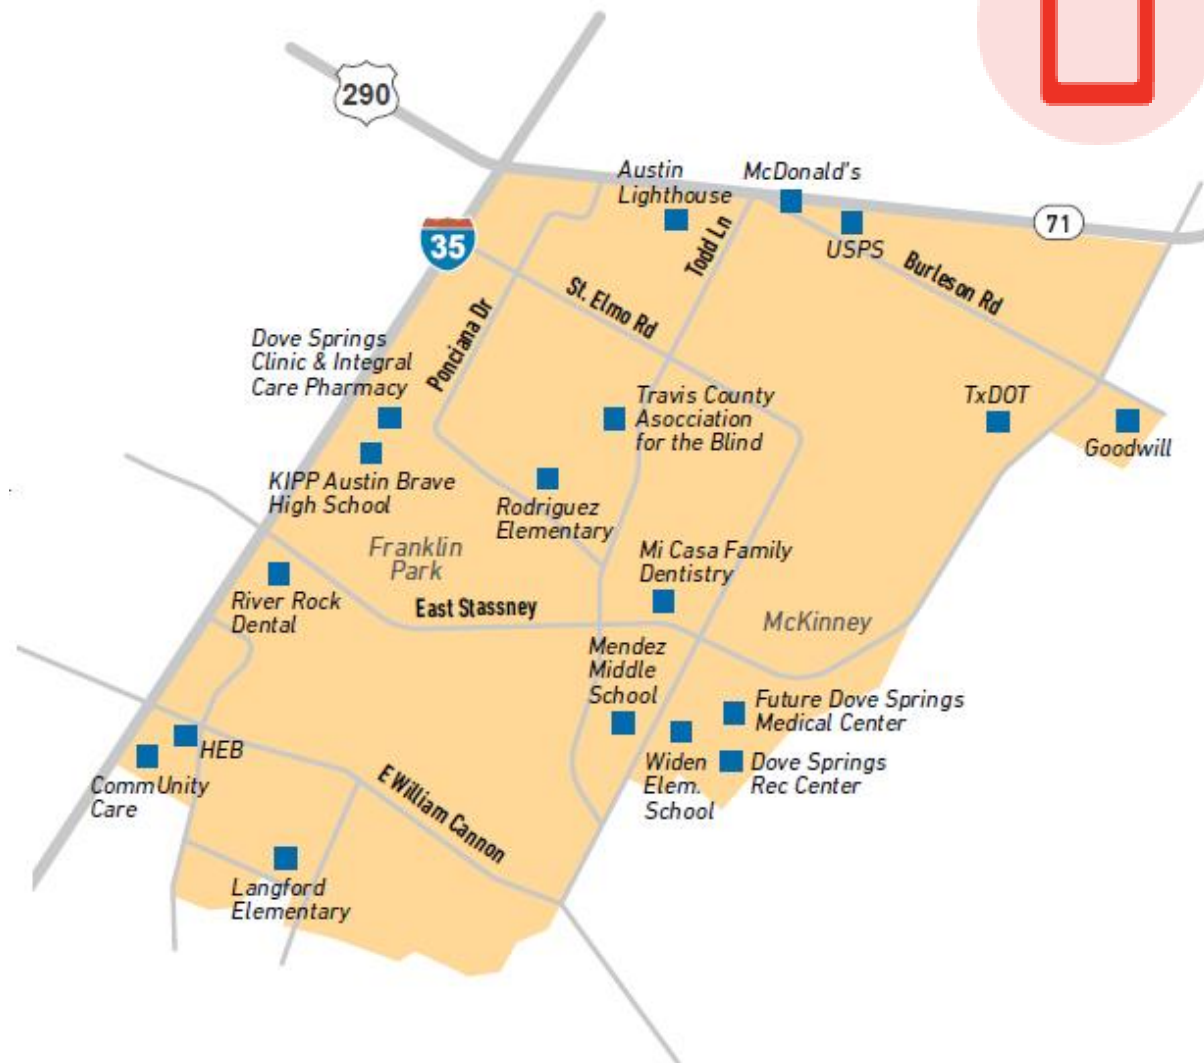 290
Austin
Lighthouse
McDonald's
71
35
Todd Ln
USPS
Burleson Rd
St. Elmo Rd
Ponciana Dr
Dove Springs
Clinic & Integral
Care Pharmacy
Travis County
Asocciation
for the Blind
TxDOT
Goodwill
KIPP Austin Brave
High School
Rodriguez
Elementary
Franklin
Park
Mi Casa Family
Dentistry
River Rock
Dental
East Stassney
McKinney
Mendez
Middle
School
Future Dove Springs
Medical Center
HEB
Widen
Elem.
School
Dove Springs
Rec Center
CommUnity
Care
E William Cannon
Langford
Elementary